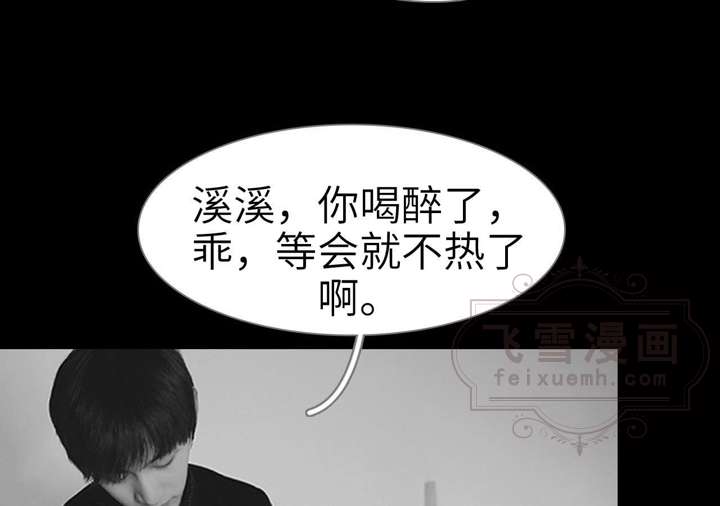 溪溪，你喝醉了，
乖，等会就不热了
啊。
飞雪漫画
feixuemh.com